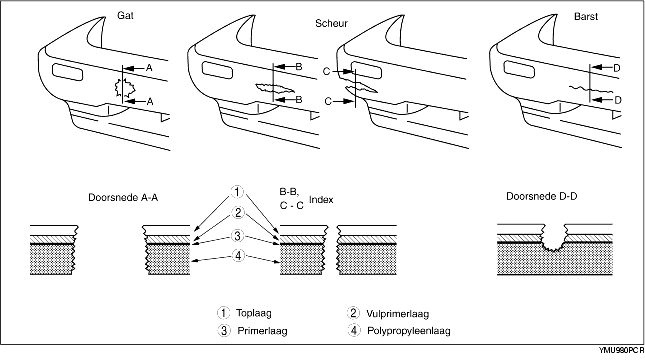 Gat
Scheur
Barst
A
A
B
B
C
C
D
D
Doorsnede A-A
B-B,
C - C
Index
Doorsnede D-D
1
2
3
4
1 Toplaag
2 Vulprimerlaag
3 Primerlaag
4 Polypropyleenlaag
YMU980PCR